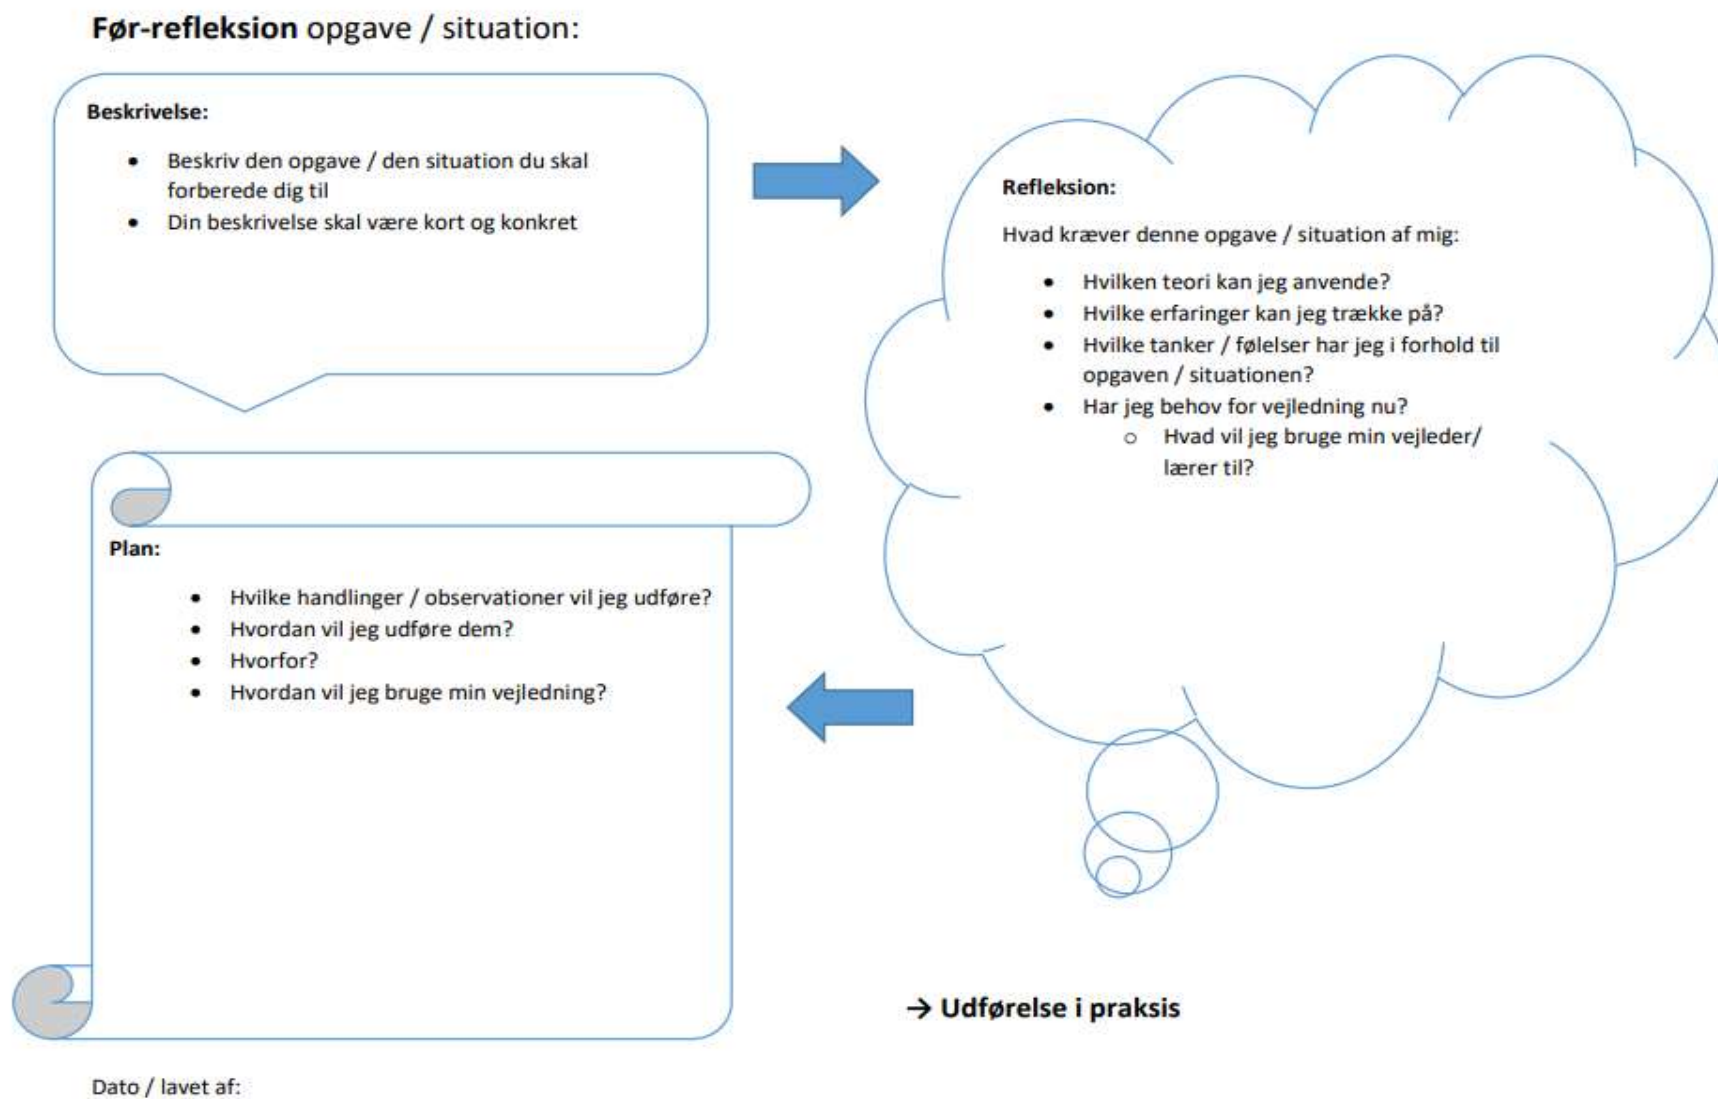 Før-refleksion opgave / situation:
Beskrivelse:
• Beskriv den opgave / den situation du skal
forberede dig til
• Din beskrivelse skal være kort og konkret
Refleksion:
Hvad kræver denne opgave / situation af mig:
• Hvilken teori kan jeg anvende?
• Hvilke erfaringer kan jeg trække på?
• Hvilke tanker / følelser har jeg i forhold til
opgaven / situationen?
• Har jeg behov for vejledning nu?
o Hvad vil jeg bruge min vejleder/
lærer til?
Plan:
• Hvilke handlinger / observationer vil jeg udføre?
• Hvordan vil jeg udføre dem?
• Hvorfor?
• Hvordan vil jeg bruge min vejledning?
→ Udførelse i praksis
Dato / lavet af: